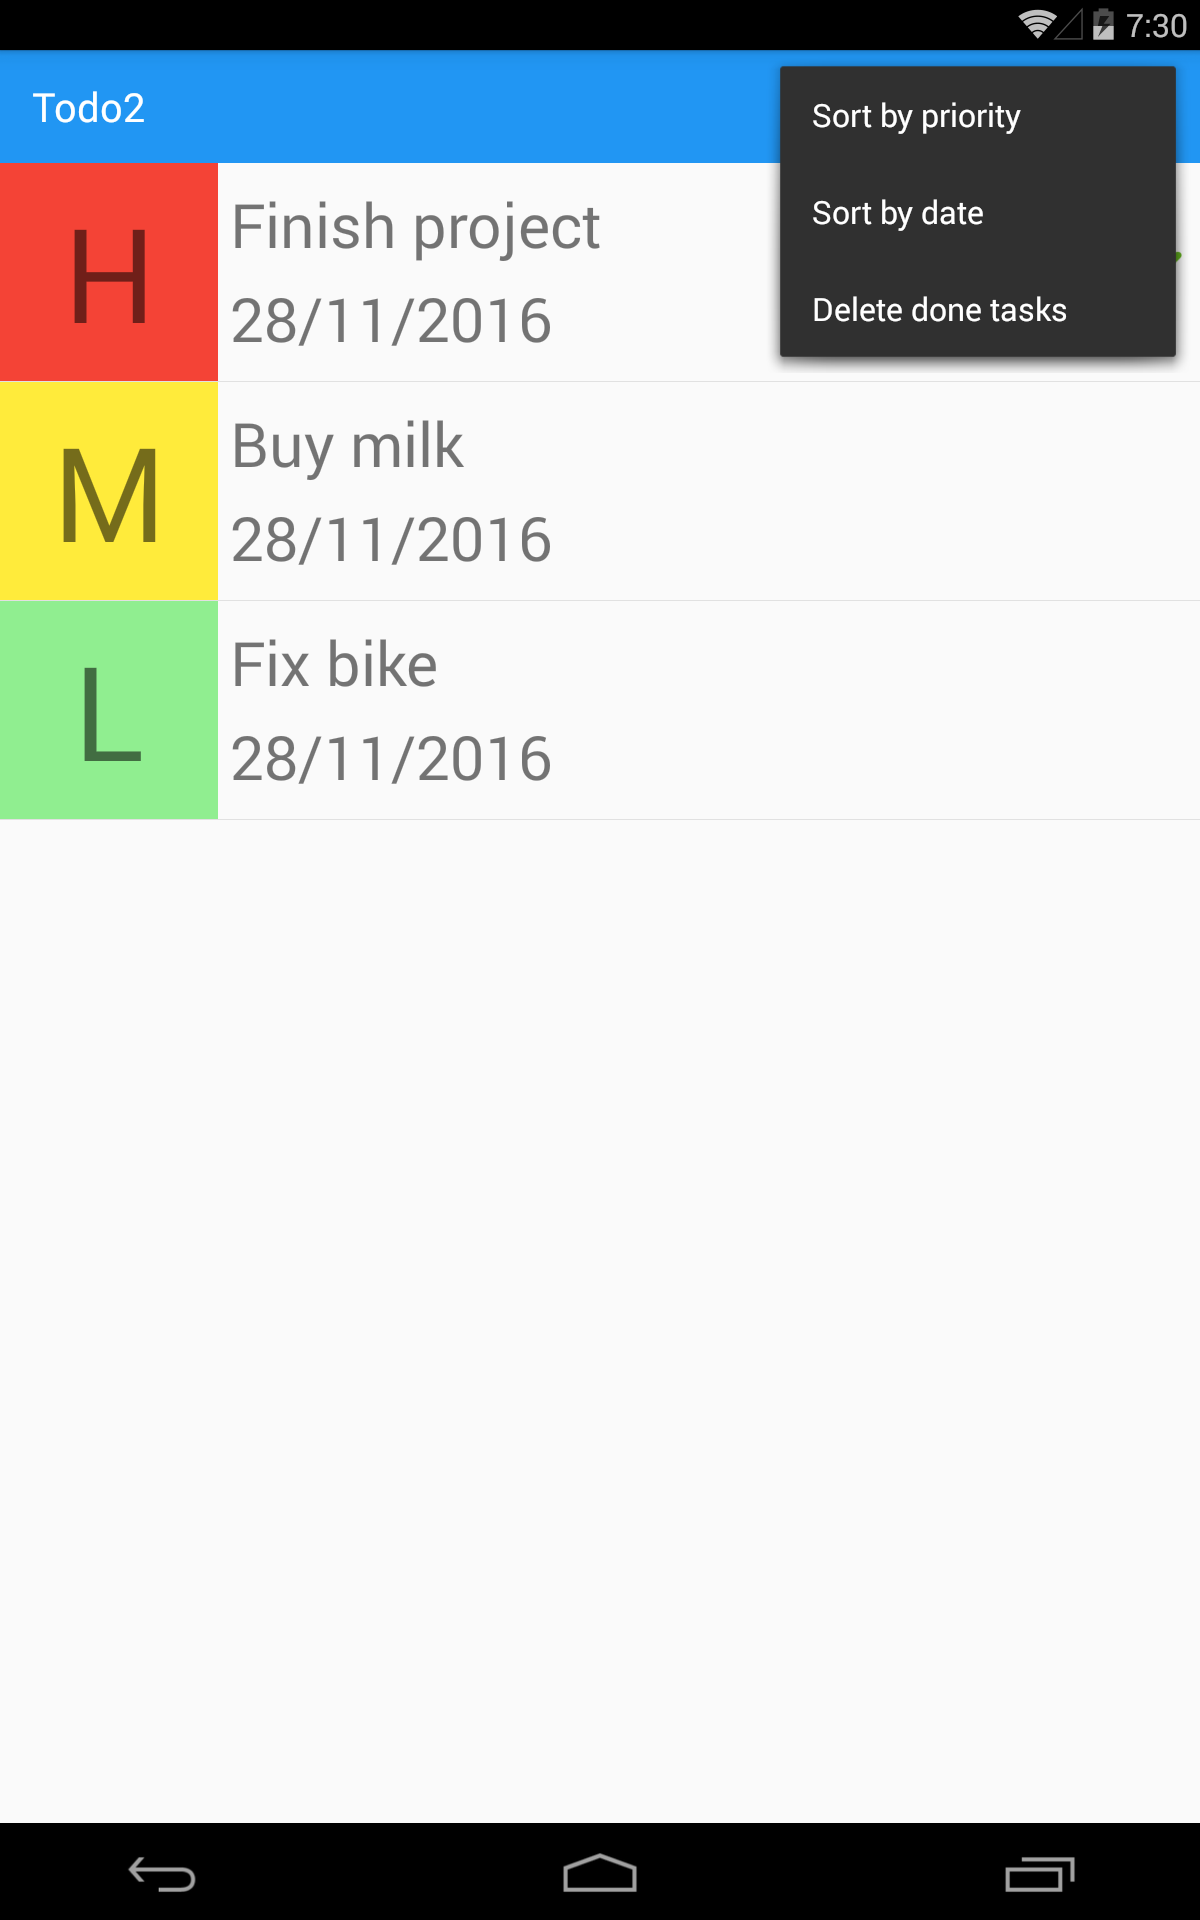 7:30
Todo2
Sort by priority
Sort by date
Delete done tasks
H
Finish project
28/11/2016
M
Buy milk
28/11/2016
L
Fix bike
28/11/2016